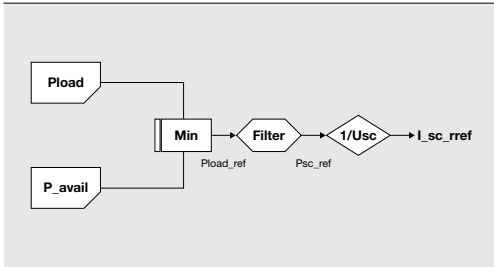 Pload
Min
Filter
1/Usc
I_sc_rref
Pload_ref
Psc_ref
P_avail